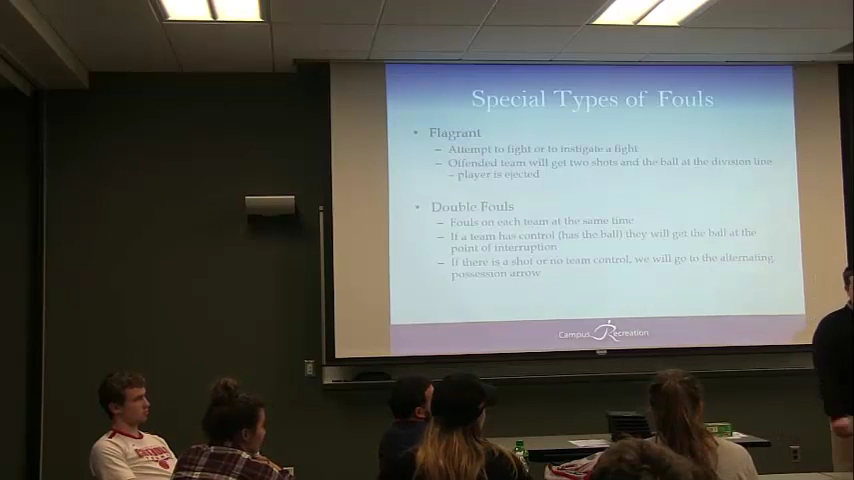 Special Types of Fouls
• Flagrant
– Attempt to fight or to instigate a fight
– Offended team will get two shots and the ball at the division line
– player is ejected
• Double Fouls
– Fouls on each team at the same time
– If a team has control (has the ball) they will get the ball at the
point of interruption
– If there is a shot or no team control, we will go to the alternating
possession arrow
Campus Recreation